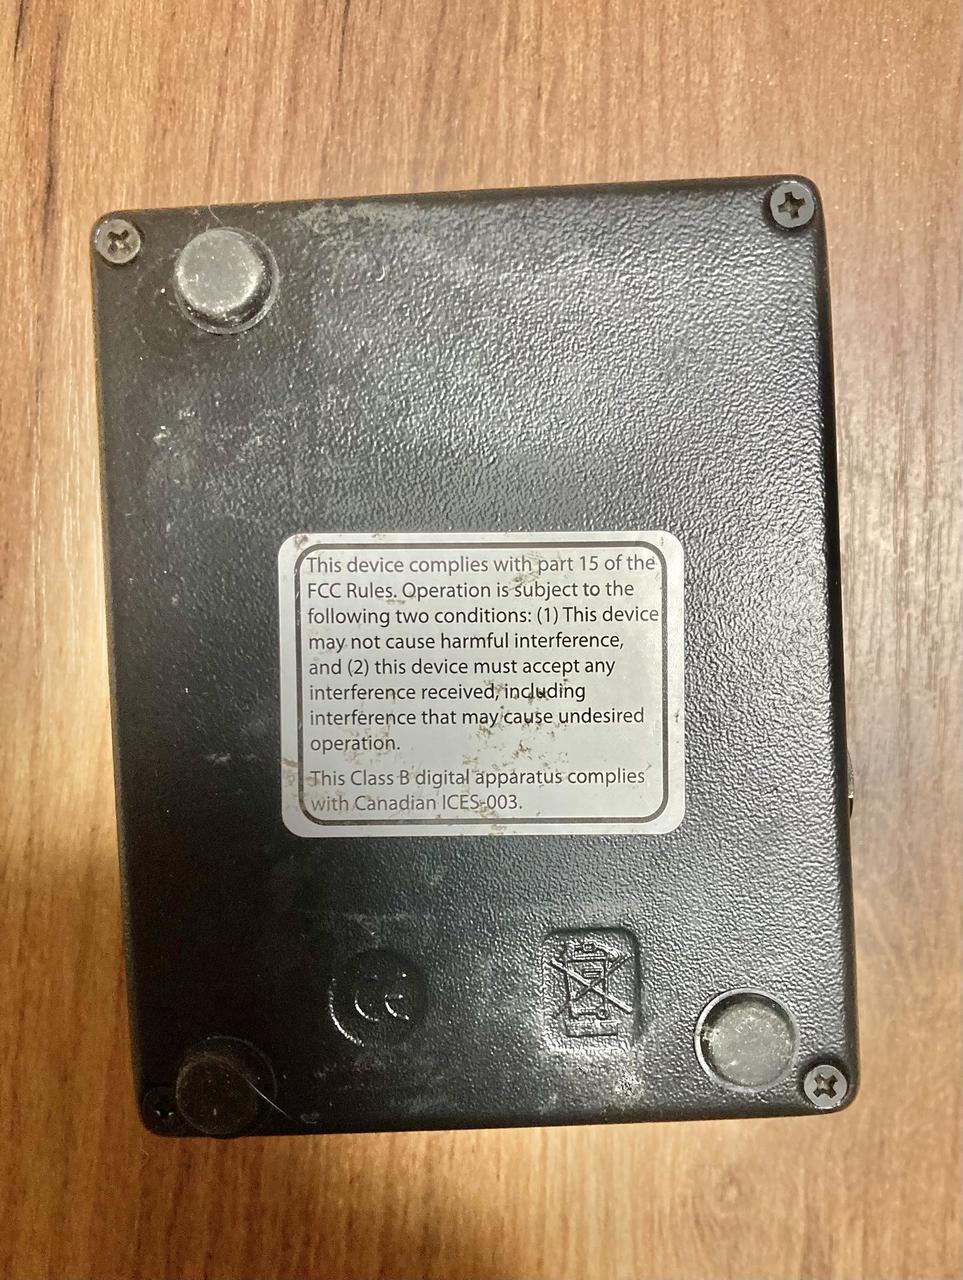 This device complies with part 15 of the
FCC Rules. Operation is subject to the
following two conditions: (1) This device
may not cause harmful interference,
and (2) this device must accept any
interference received, including
interference that may cause undesired
operation.
This Class B digital apparatus complies
with Canadian ICES-003.
CE